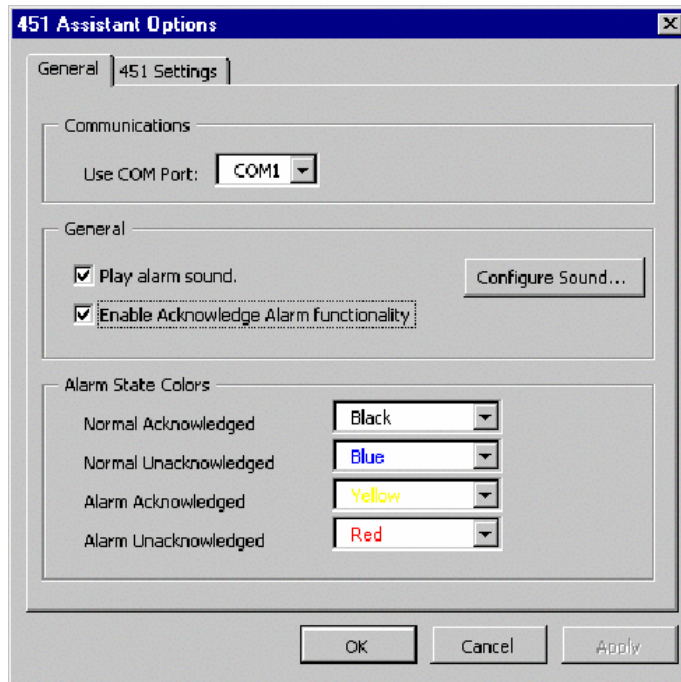 451 Assistant Options
General 451 Settings
Communications
Use COM Port: COM1
General
Play alarm sound. Configure Sound...
Enable Acknowledge Alarm functionality
Alarm State Colors
Normal Acknowledged Black
Normal Unacknowledged Blue
Alarm Acknowledged Yellow
Alarm Unacknowledged Red
OK Cancel Apply